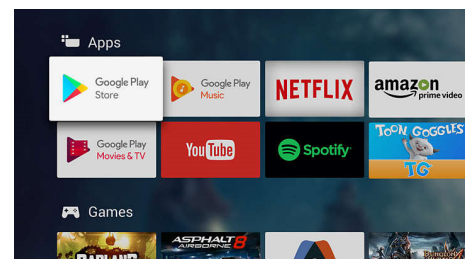 Apps
Google Play
Store
Google Play
Music
NETFLIX
amazon
prime video
Google Play
Movies & TV
YouTube
Spotify
TOON GOGGLES
TG
Games
BADLAND
ASPHALT 8
AIRBORNE